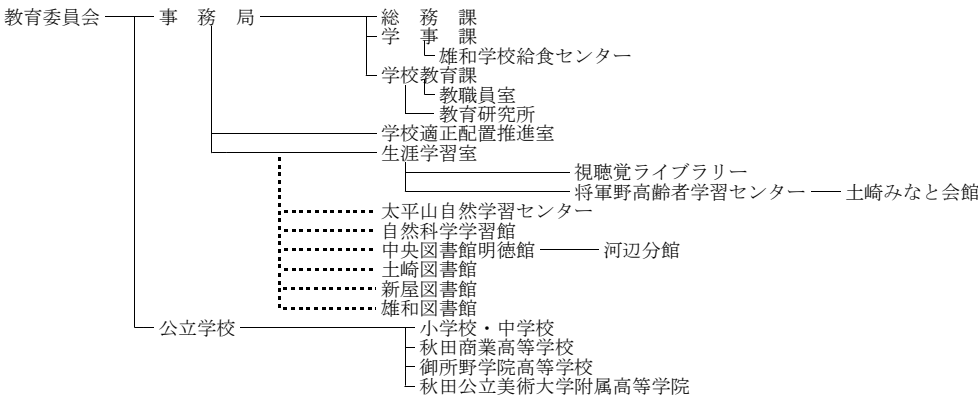 教育委員会 事務局 総務課
学事課
雄和学校給食センター
学校教育課
教職員室
教育研究所
学校適正配置推進室
生涯学習室
視聴覚ライブラリー
将軍野高齢者学習センター 土崎みなと会館
太平山自然学習センター
自然科学学習館
中央図書館明徳館 河辺分館
土崎図書館
新屋図書館
雄和図書館
公立学校 小学校・中学校
秋田商業高等学校
御所野学院高等学校
秋田公立美術大学附属高等学院